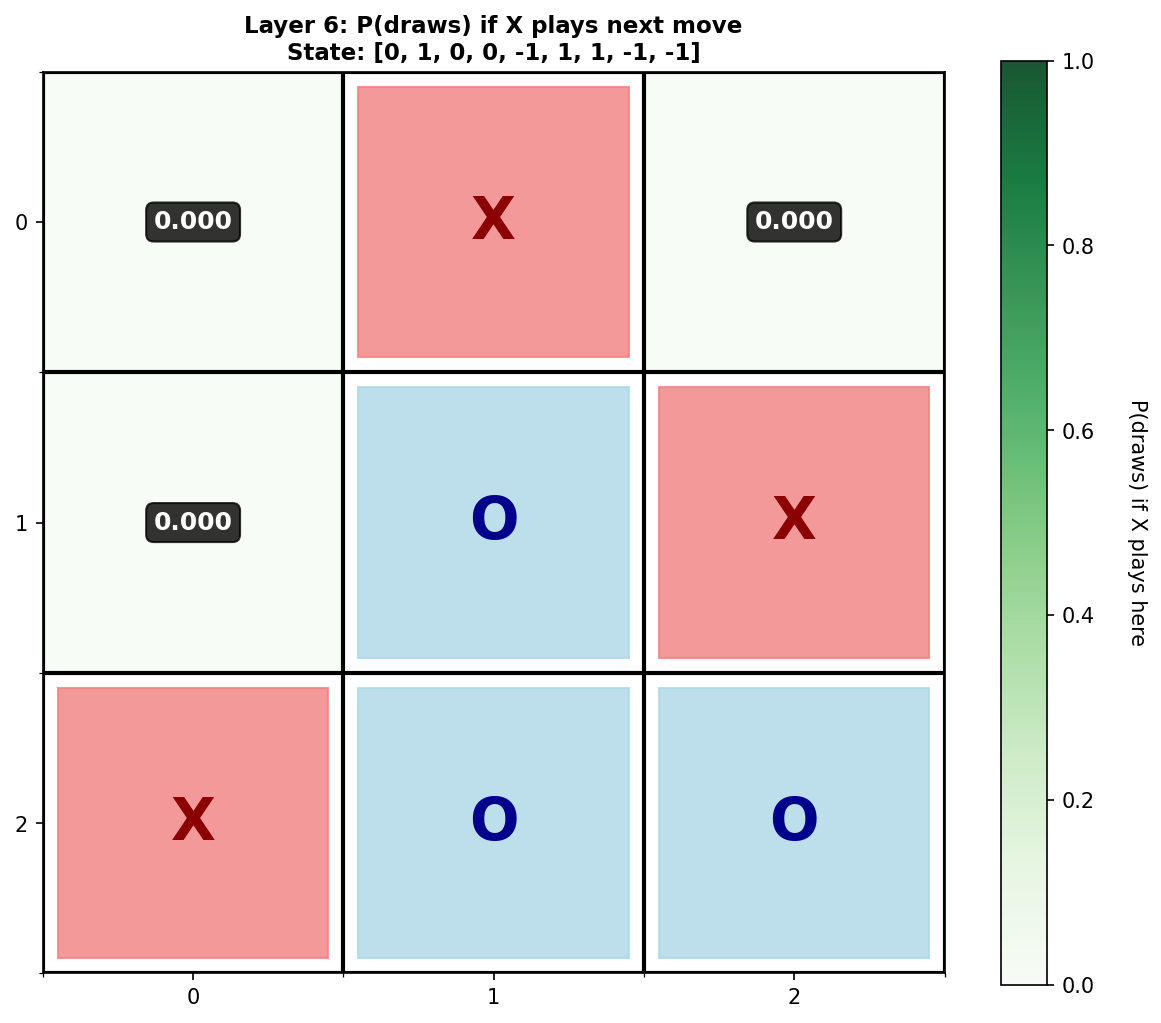 Layer 6: P(draws) if X plays next move
State: [0, 1, 0, 0, -1, 1, 1, -1, -1]
0.000
X
0.000
0
0.000
O
X
1
X
O
O
2
0
1
2
1.0
0.8
0.6
0.4
0.2
0.0
P(draws) if X plays here